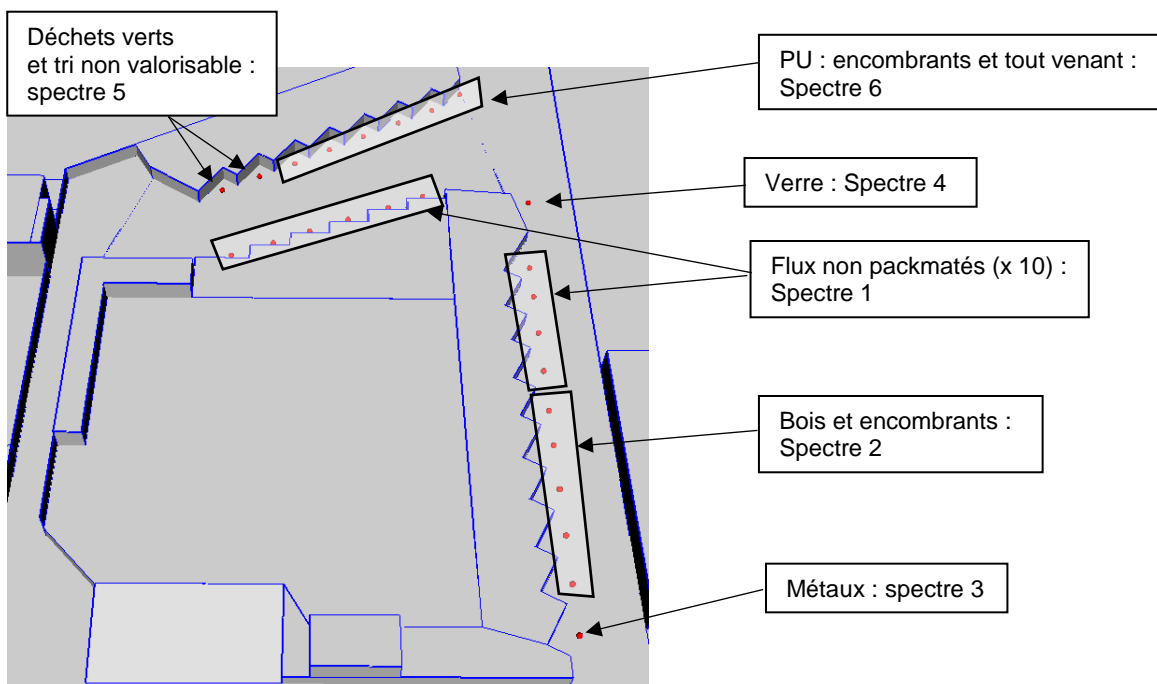 Déchets verts
et tri non valorisable :
spectre 5
PU : encombrants et tout venant :
Spectre 6
Verre : Spectre 4
Flux non packmatés (x 10) :
Spectre 1
Bois et encombrants :
Spectre 2
Métaux : spectre 3